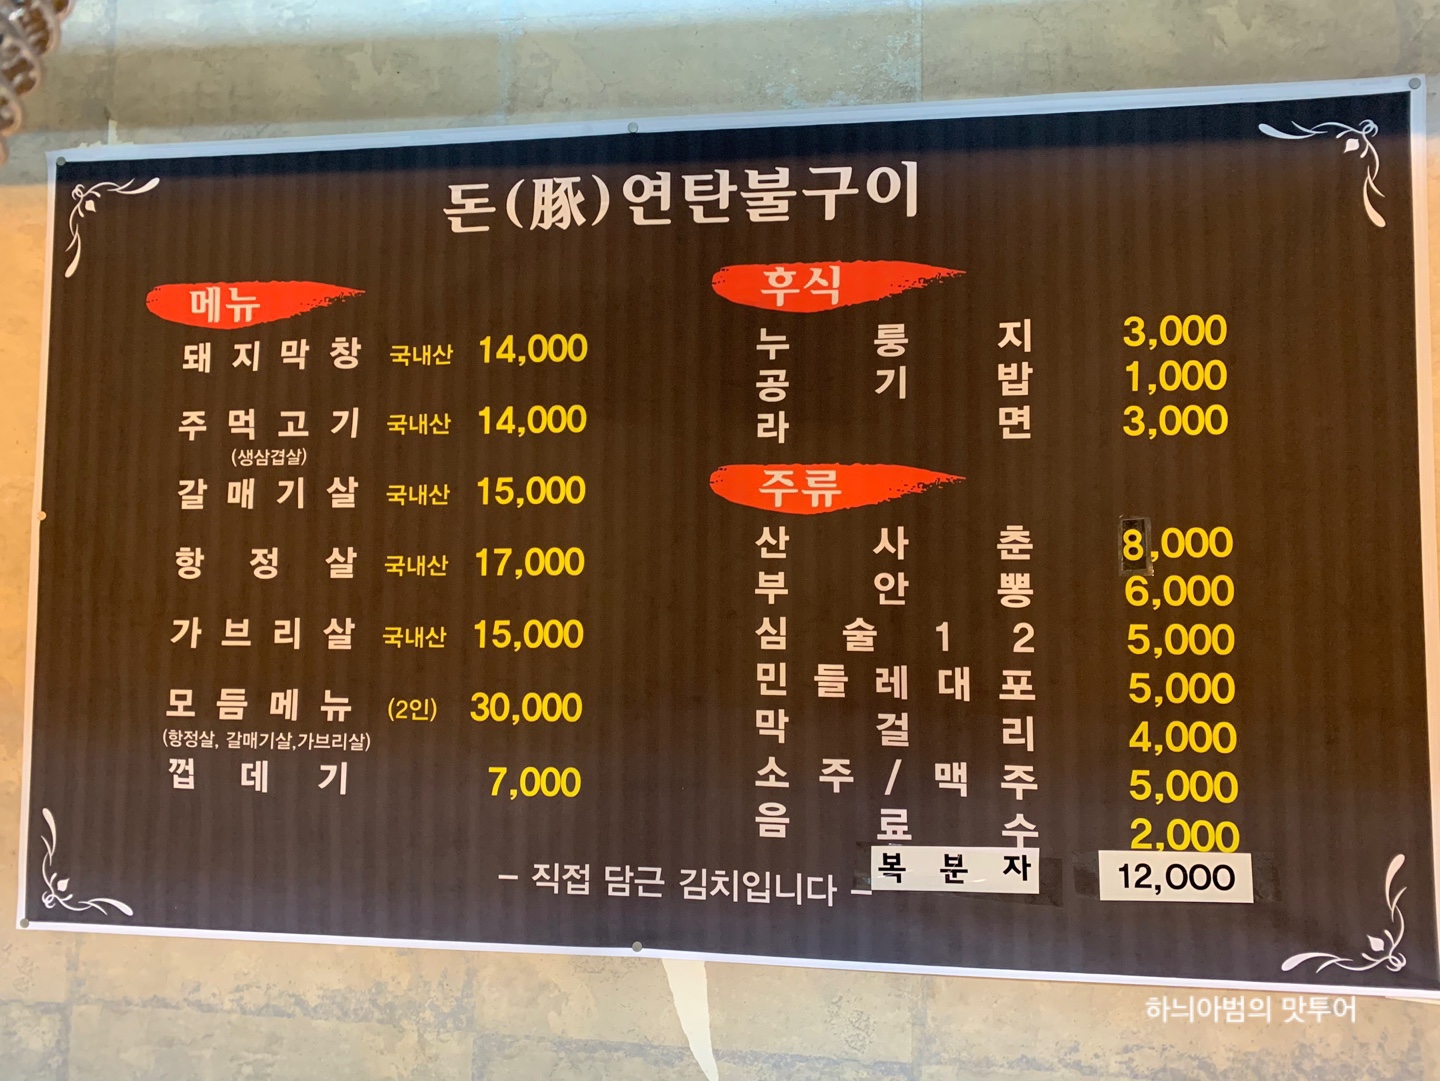 돈(豚)연탄불구이
메뉴
돼지막창 국내산 14,000
주먹고기 국내산 14,000
(생삼겹살)
갈매기살 국내산 15,000
항정살 국내산 17,000
가브리살 국내산 15,000
모듬메뉴 (2인) 30,000
(항정살, 갈매기살,가브리살)
껍데기 7,000
후식
누룽지 3,000
공기밥 1,000
라면 3,000
주류
산사춘 8,000
부안뽕 6,000
심술12 5,000
민들레대포 5,000
막걸리 4,000
소주/맥주 5,000
음료수 2,000
복분자 12,000
– 직접 담근 김치입니다 –
하늬아범의 맛투어